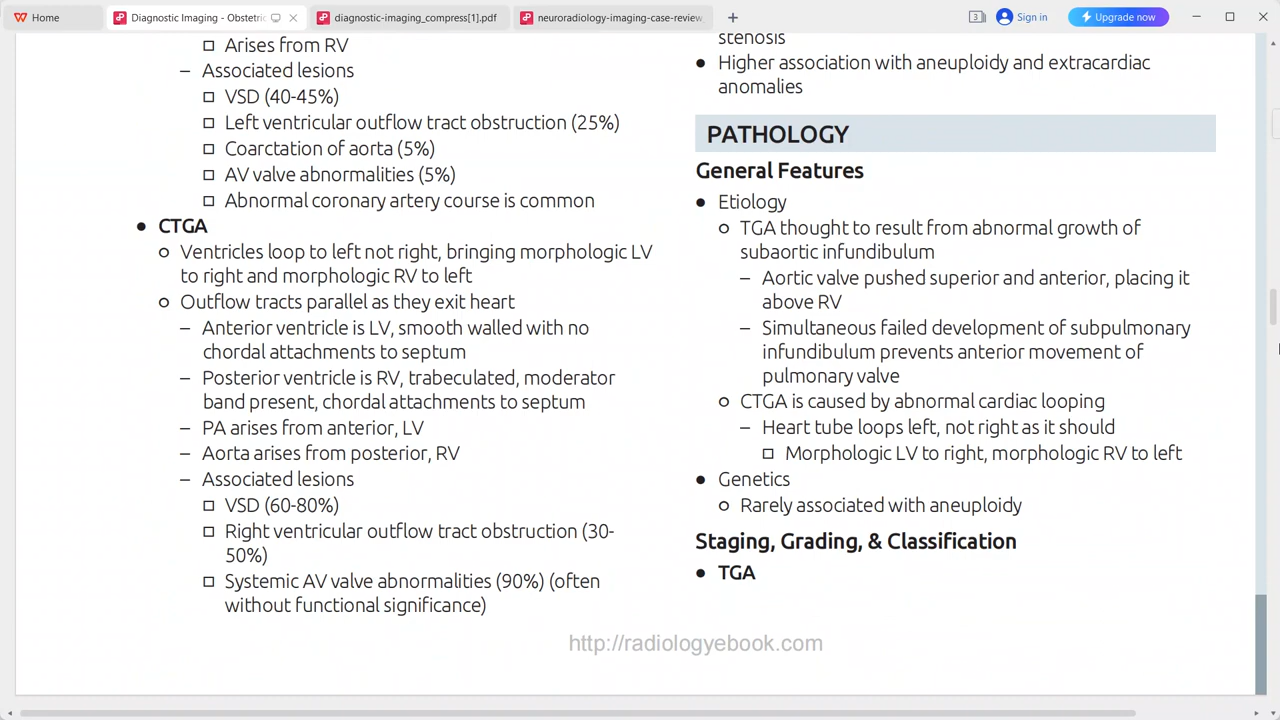 Home
Diagnostic Imaging - Obstetric
diagnostic-imaging_compress[1].pdf
neuroradiology-imaging-case-review
3
Sign in
Upgrade now
Arises from RV
– Associated lesions
VSD (40-45%)
Left ventricular outflow tract obstruction (25%)
Coarctation of aorta (5%)
AV valve abnormalities (5%)
Abnormal coronary artery course is common
• CTGA
Ventricles loop to left not right, bringing morphologic LV
to right and morphologic RV to left
Outflow tracts parallel as they exit heart
– Anterior ventricle is LV, smooth walled with no
chordal attachments to septum
– Posterior ventricle is RV, trabeculated, moderator
band present, chordal attachments to septum
– PA arises from anterior, LV
– Aorta arises from posterior, RV
– Associated lesions
VSD (60-80%)
Right ventricular outflow tract obstruction (30-
50%)
Systemic AV valve abnormalities (90%) (often
without functional significance)
stenosis
• Higher association with aneuploidy and extracardiac
anomalies
PATHOLOGY
General Features
• Etiology
TGA thought to result from abnormal growth of
subaortic infundibulum
– Aortic valve pushed superior and anterior, placing it
above RV
– Simultaneous failed development of subpulmonary
infundibulum prevents anterior movement of
pulmonary valve
CTGA is caused by abnormal cardiac looping
– Heart tube loops left, not right as it should
Morphologic LV to right, morphologic RV to left
• Genetics
Rarely associated with aneuploidy
Staging, Grading, & Classification
• TGA
http://radiologyebook.com